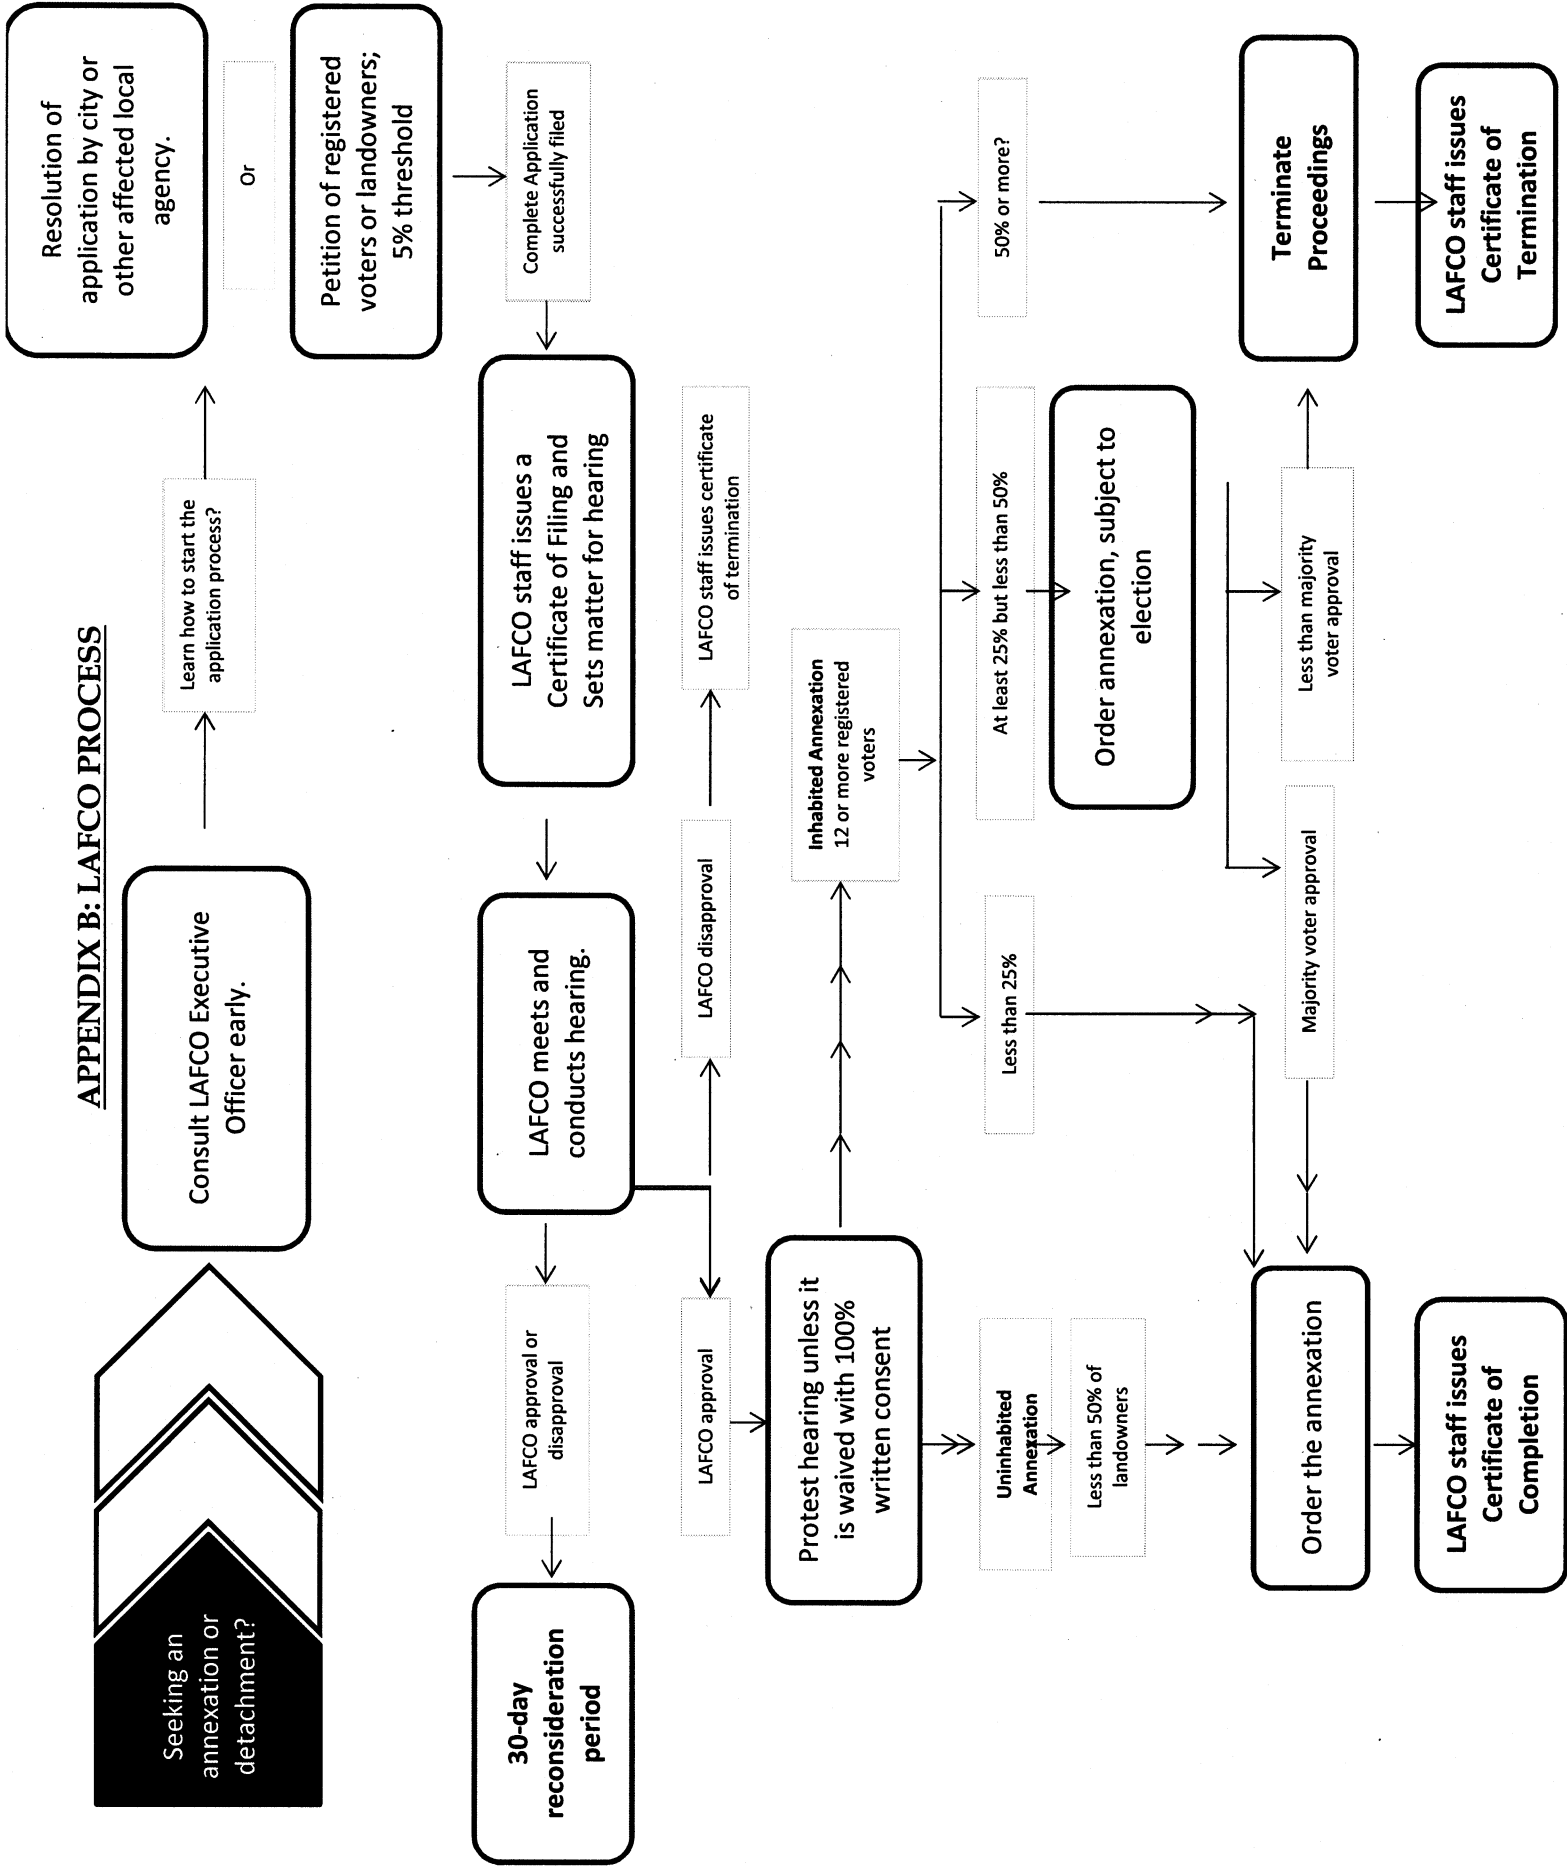 APPENDIX B: LAFCO PROCESS
Seeking an
annexation or
detachment?
Consult LAFCO Executive
Officer early.
Learn how to start the
application process?
Resolution of
application by city or
other affected local
agency.
Or
Petition of registered
voters or landowners;
5% threshold
Complete Application
successfully filed
LAFCO staff issues a
Certificate of Filing and
Sets matter for hearing
LAFCO meets and
conducts hearing.
LAFCO approval or
disapproval
30-day
reconsideration
period
LAFCO approval
LAFCO disapproval
LAFCO staff issues certificate
of termination
Protest hearing unless it
is waived with 100%
written consent
Inhabited Annexation
12 or more registered
voters
Uninhabited
Annexation
Less than 50% of
landowners
Less than 25%
At least 25% but less than 50%
50% or more?
Order annexation, subject to
election
Majority voter approval
Less than majority
voter approval
Order the annexation
Terminate
Proceedings
LAFCO staff issues
Certificate of
Completion
LAFCO staff issues
Certificate of
Termination